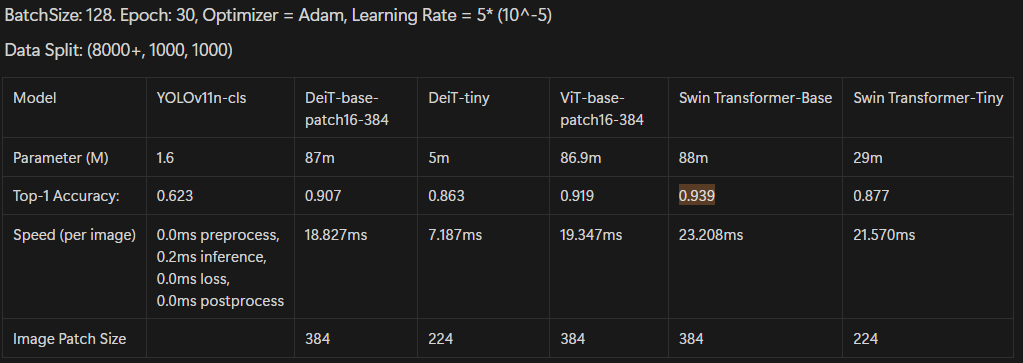 BatchSize: 128. Epoch: 30, Optimizer = Adam, Learning Rate = 5* (10^-5)
Data Split: (8000+, 1000, 1000)
Model YOLOv11n-cls DeiT-base-patch16-384 DeiT-tiny ViT-base-patch16-384 Swin Transformer-Base Swin Transformer-Tiny
Parameter (M) 1.6 87m 5m 86.9m 88m 29m
Top-1 Accuracy: 0.623 0.907 0.863 0.919 0.939 0.877
Speed (per image) 0.0ms preprocess, 18.827ms 7.187ms 19.347ms 23.208ms 21.570ms
0.2ms inference,
0.0ms loss,
0.0ms postprocess
Image Patch Size 384 224 384 384 224